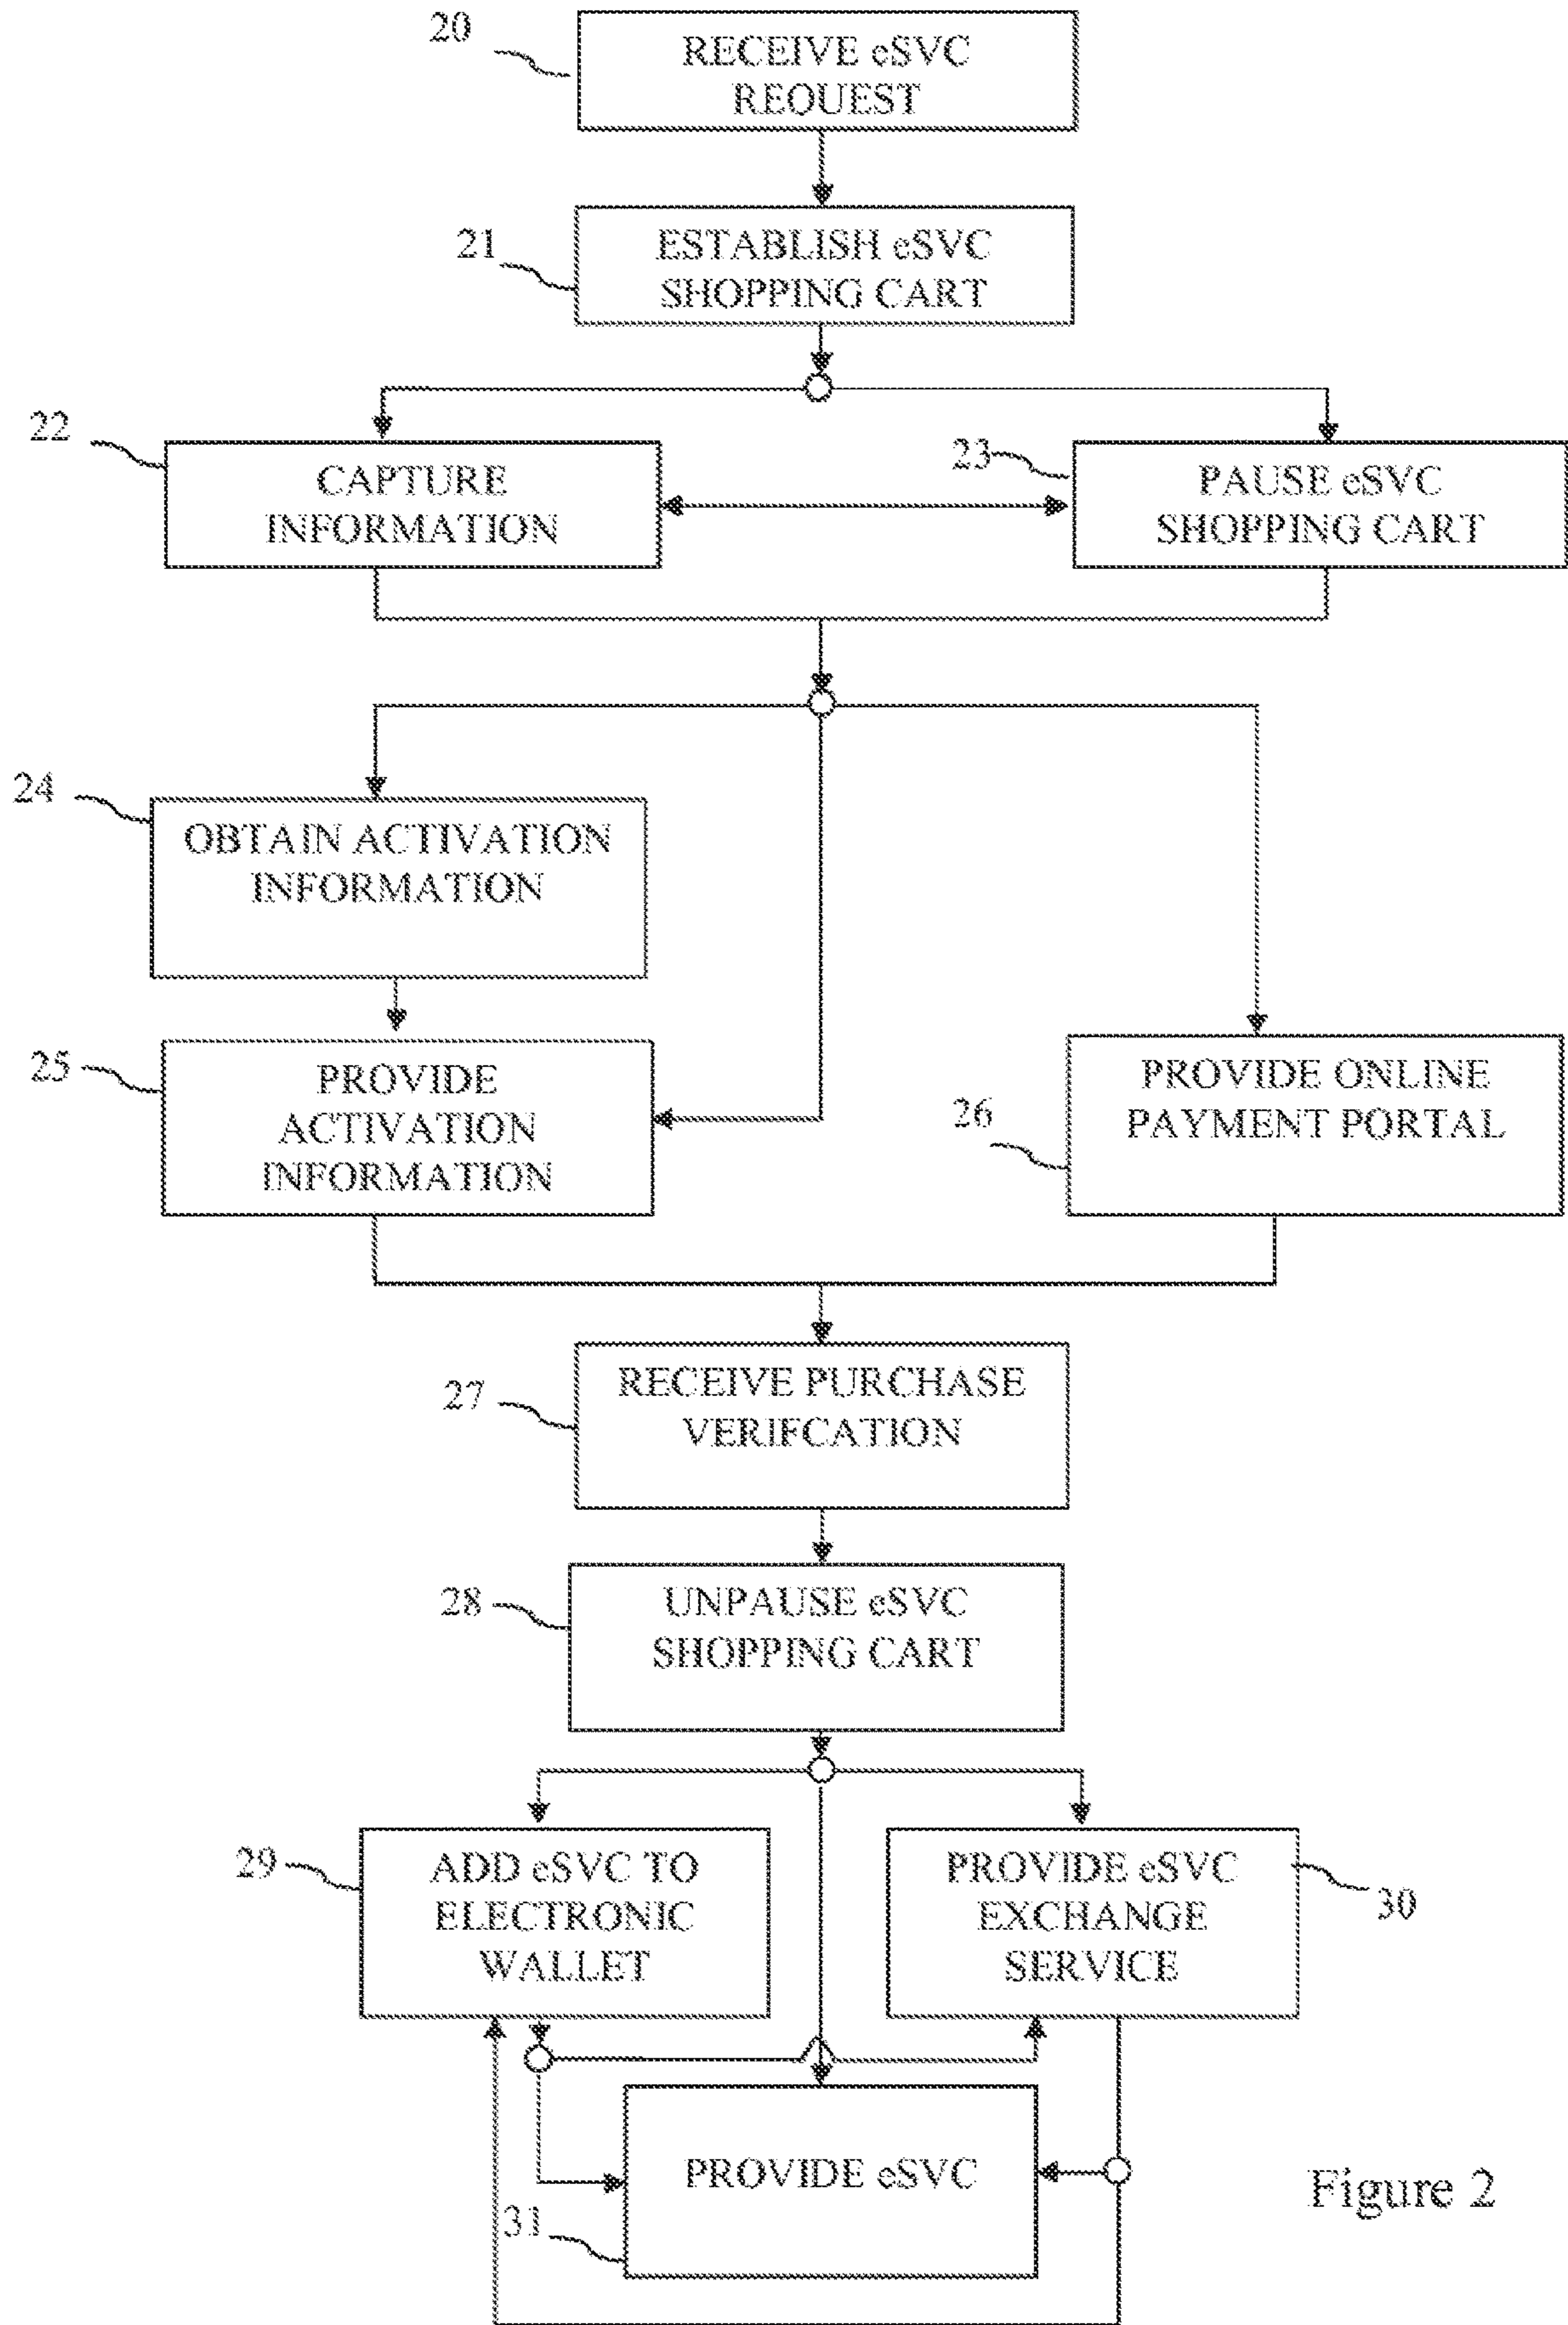 20
RECEIVE eSVC
REQUEST
21
ESTABLISH eSVC
SHOPPING CART
22
CAPTURE
INFORMATION
23
PAUSE eSVC
SHOPPING CART
24
OBTAIN ACTIVATION
INFORMATION
25
PROVIDE
ACTIVATION
INFORMATION
26
PROVIDE ONLINE
PAYMENT PORTAL
27
RECEIVE PURCHASE
VERIFCATION
28
UNPAUSE eSVC
SHOPPING CART
29
ADD eSVC TO
ELECTRONIC
WALLET
PROVIDE eSVC
EXCHANGE
SERVICE
30
PROVIDE eSVC
31
Figure 2